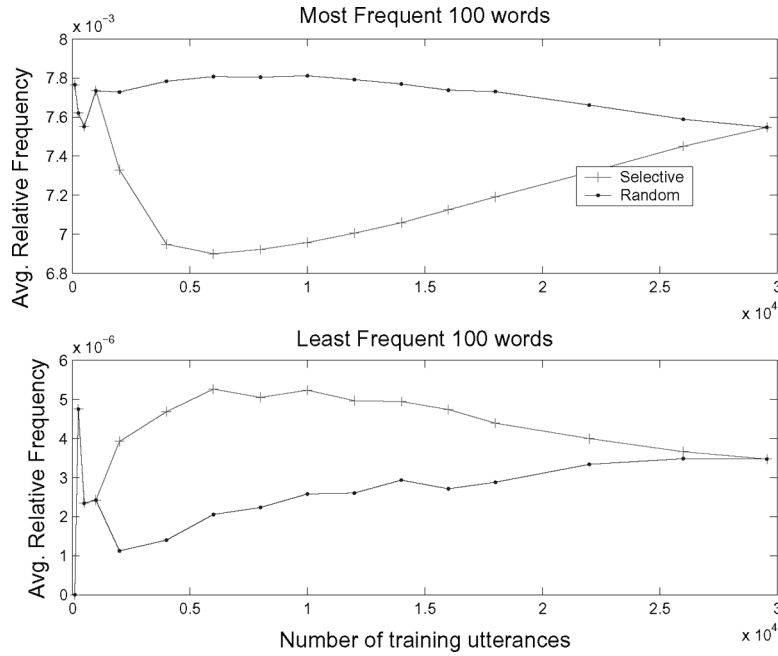 Most Frequent 100 words
x 10^-3
8
7.8
7.6
7.4
7.2
7
6.8
Avg. Relative Frequency
Selective
Random
0 0.5 1 1.5 2 2.5 3
x 10^4
Least Frequent 100 words
x 10^-6
6
5
4
3
2
1
0
Avg. Relative Frequency
0 0.5 1 1.5 2 2.5 3
x 10^4
Number of training utterances